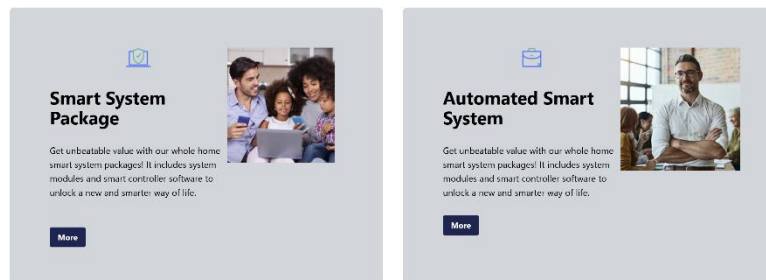 Smart System
Package
Get unbeatable value with our whole home
smart system packages! It includes system
modules and smart controller software to
unlock a new and smarter way of life.
More
Automated Smart
System
Get unbeatable value with our whole home
smart system packages! It includes system
modules and smart controller software to
unlock a new and smarter way of life.
More